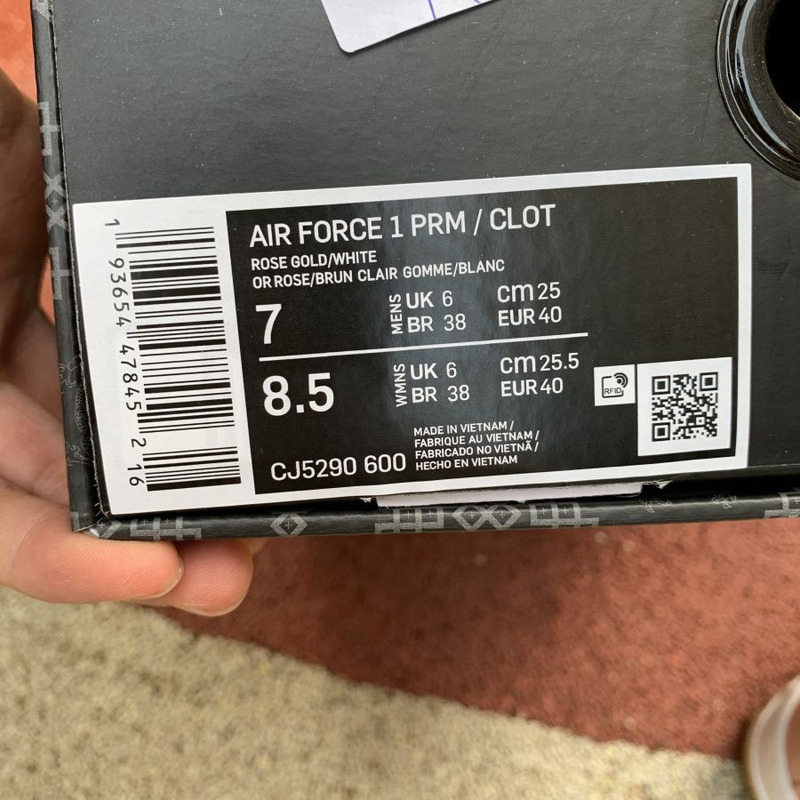 AIR FORCE 1 PRM / CLOT
ROSE GOLD/WHITE
OR ROSE/BRUN CLAIR GOMME/BLANC
7 MENS UK 6 cm 25
BR 38 EUR 40
8.5 WMNS UK 6 cm 25.5
BR 38 EUR 40
RFID
CJ5290 600
MADE IN VIETNAM /
FABRIQUE AU VIETNAM /
FABRICADO NO VIETNÃ /
HECHO EN VIETNAM
1 93654 47845 2 16